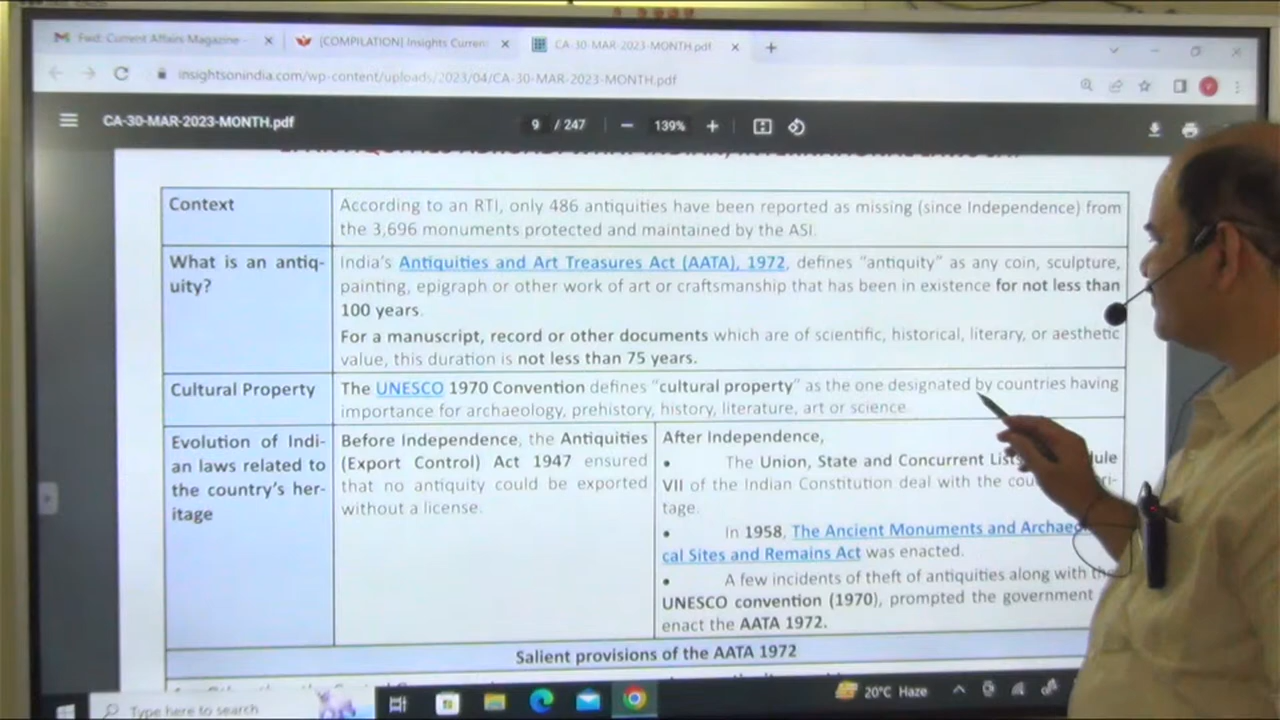 Fwd: Current Affairs Magazine -
[COMPILATION] Insights Curren
CA-30-MAR-2023-MONTH.pdf
insightsonindia.com/wp-content/uploads/2023/04/CA-30-MAR-2023-MONTH.pdf
CA-30-MAR-2023-MONTH.pdf
9 / 247
139%
Context
According to an RTI, only 486 antiquities have been reported as missing (since Independence) from
the 3,696 monuments protected and maintained by the ASI.
What is an antiq-
uity?
India's Antiquities and Art Treasures Act (AATA), 1972, defines "antiquity" as any coin, sculpture,
painting, epigraph or other work of art or craftsmanship that has been in existence for not less than
100 years.
For a manuscript, record or other documents which are of scientific, historical, literary, or aesthetic
value, this duration is not less than 75 years.
Cultural Property
The UNESCO 1970 Convention defines "cultural property" as the one designated by countries having
importance for archaeology, prehistory, history, literature, art or science.
Evolution of Indi-
an laws related to
the country's her-
itage
Before Independence, the Antiquities
(Export Control) Act 1947 ensured
that no antiquity could be exported
without a license.
After Independence,
• The Union, State and Concurrent Lists
VII of the Indian Constitution deal with the
tage.
• In 1958, The Ancient Monuments and Archaeo
cal Sites and Remains Act was enacted.
• A few incidents of theft of antiquities along with the
UNESCO convention (1970), prompted the government
enact the AATA 1972.
Salient provisions of the AATA 1972
Type here to search
20°C Haze